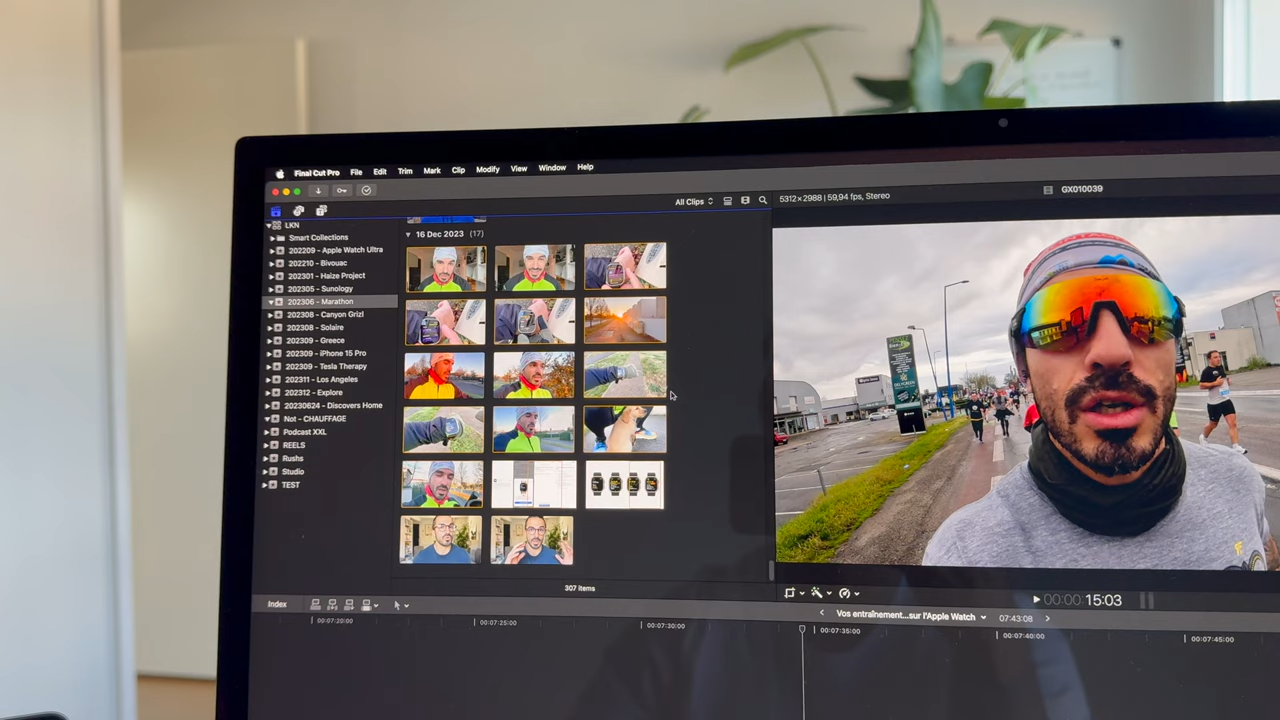 Final Cut Pro File Edit Trim Mark Clip Modify View Window Help
All Clips
5312×2988 | 59,94 fps, Stereo
GX010039
LKN
Smart Collections
202209 - Apple Watch Ultra
202210 - Bivouac
202301 - Haize Project
202305 - Sunology
202306 - Marathon
202308 - Canyon Grizl
202308 - Solaire
202309 - Greece
202309 - iPhone 15 Pro
202309 - Tesla Therapy
202311 - Los Angeles
202312 - Explore
20230624 - Discovers Home
Not - CHAUFFAGE
Podcast XXL
REELS
Rushs
Studio
TEST
16 Dec 2023 (17)
307 items
00:00:15:03
Index
Vos entraînement...sur l'Apple Watch
07:43:08
00:07:20:00
00:07:25:00
00:07:30:00
00:07:35:00
00:07:40:00
00:07:45:00